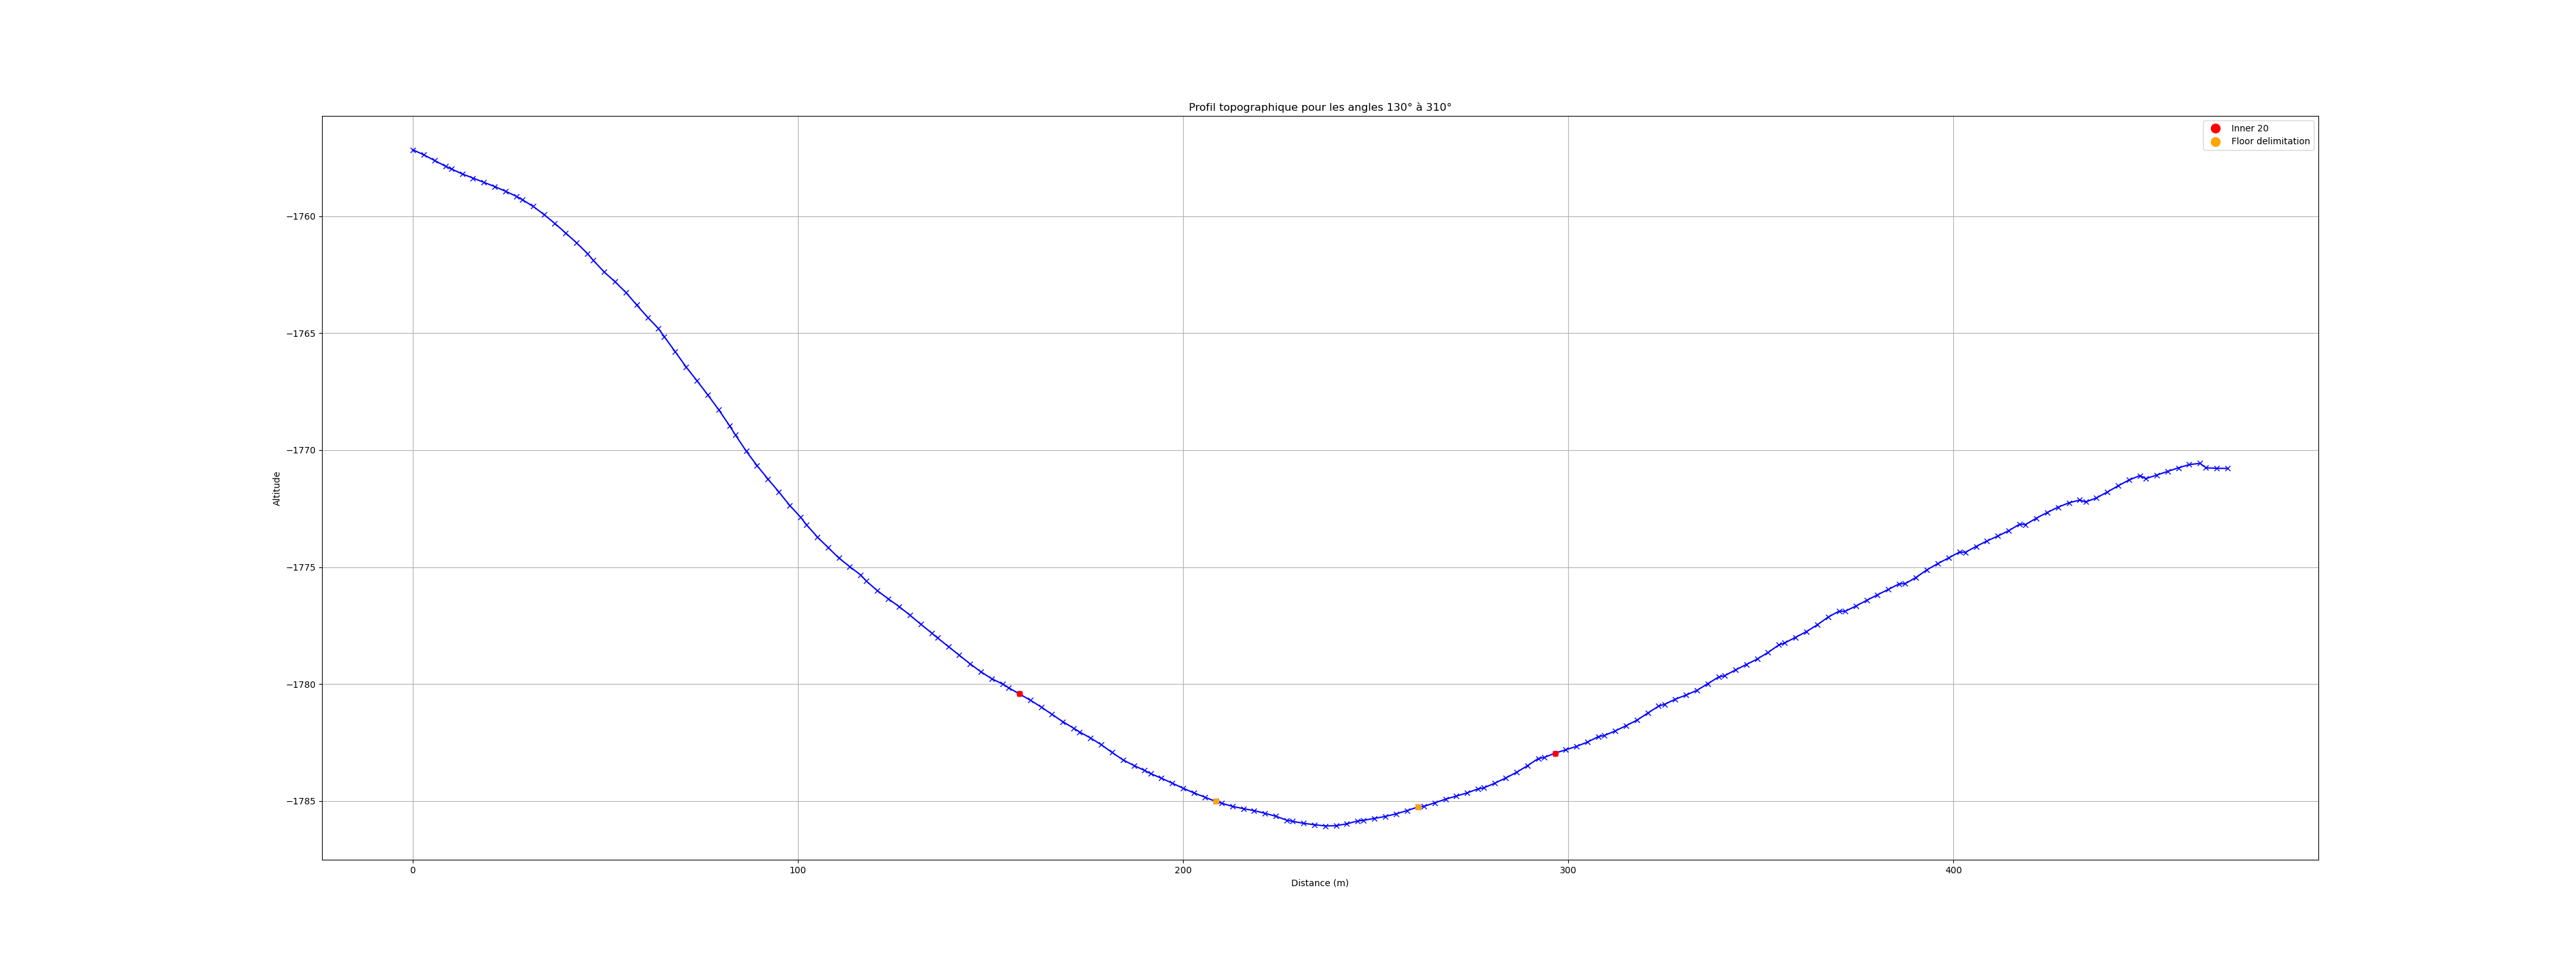 Profil topographique pour les angles 130° à 310°
Inner 20
Floor delimitation
Altitude
−1760
−1765
−1770
−1775
−1780
−1785
0
100
200
300
400
Distance (m)